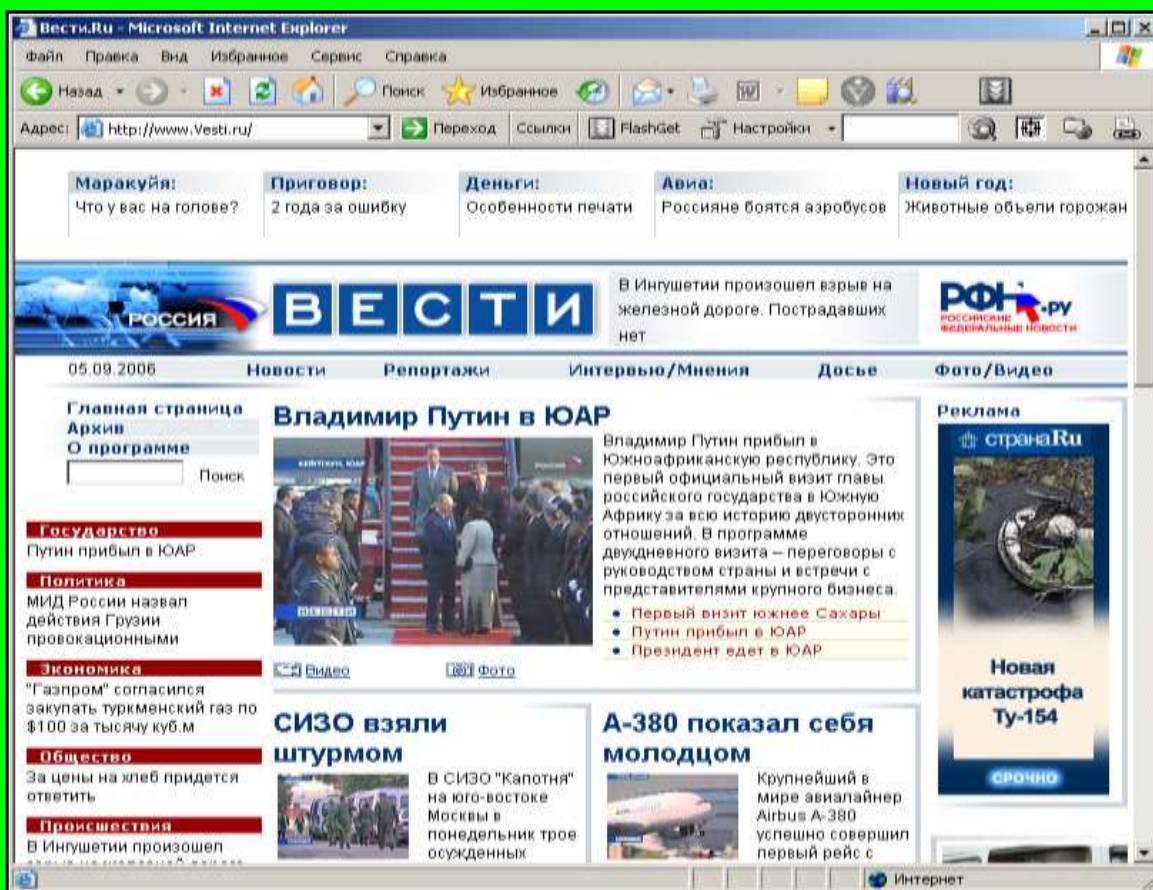 Вести.Ru - Microsoft Internet Explorer
Файл Правка Вид Избранное Сервис Справка
Назад Поиск Избранное
Адрес: http://www.Vesti.ru/ Переход Ссылки FlashGet Настройки
Маракуйя: Приговор: Деньги: Авиа: Новый год:
Что у вас на голове? 2 года за ошибку Особенности печати Россияне боятся аэробусов Животные объели горожан
РОССИЯ
ВЕСТИ
В Ингушетии произошел взрыв на
железной дороге. Пострадавших
нет
РФН.РУ
РОССИЙСКИЕ
ФЕДЕРАЛЬНЫЕ НОВОСТИ
05.09.2006 Новости Репортажи Интервью/Мнения Досье Фото/Видео
Главная страница
Архив
О программе
Поиск
Государство
Путин прибыл в ЮАР
Политика
МИД России назвал
действия Грузии
провокационными
Экономика
"Газпром" согласился
закупать туркменский газ по
$100 за тысячу куб.м
Общество
За цены на хлеб придется
ответить
Происшествия
В Ингушетии произошел
Владимир Путин в ЮАР
КЕЙПТАУН, ЮАР
РОССИЯ
ВЕСТИ
Владимир Путин прибыл в
Южноафриканскую республику. Это
первый официальный визит главы
российского государства в Южную
Африку за всю историю двусторонних
отношений. В программе
двухдневного визита – переговоры с
руководством страны и встречи с
представителями крупного бизнеса.
Первый визит южнее Сахары
Путин прибыл в ЮАР
Президент едет в ЮАР
Видео Фото
СИЗО взяли
штурмом
В СИЗО "Капотня"
на юго-востоке
Москвы в
понедельник трое
осужденных
А-380 показал себя
молодцом
Крупнейший в
мире авиалайнер
Airbus A-380
успешно совершил
первый рейс с
Реклама
странаRu
Новая
катастрофа
Ту-154
СРОЧНО
Интернет